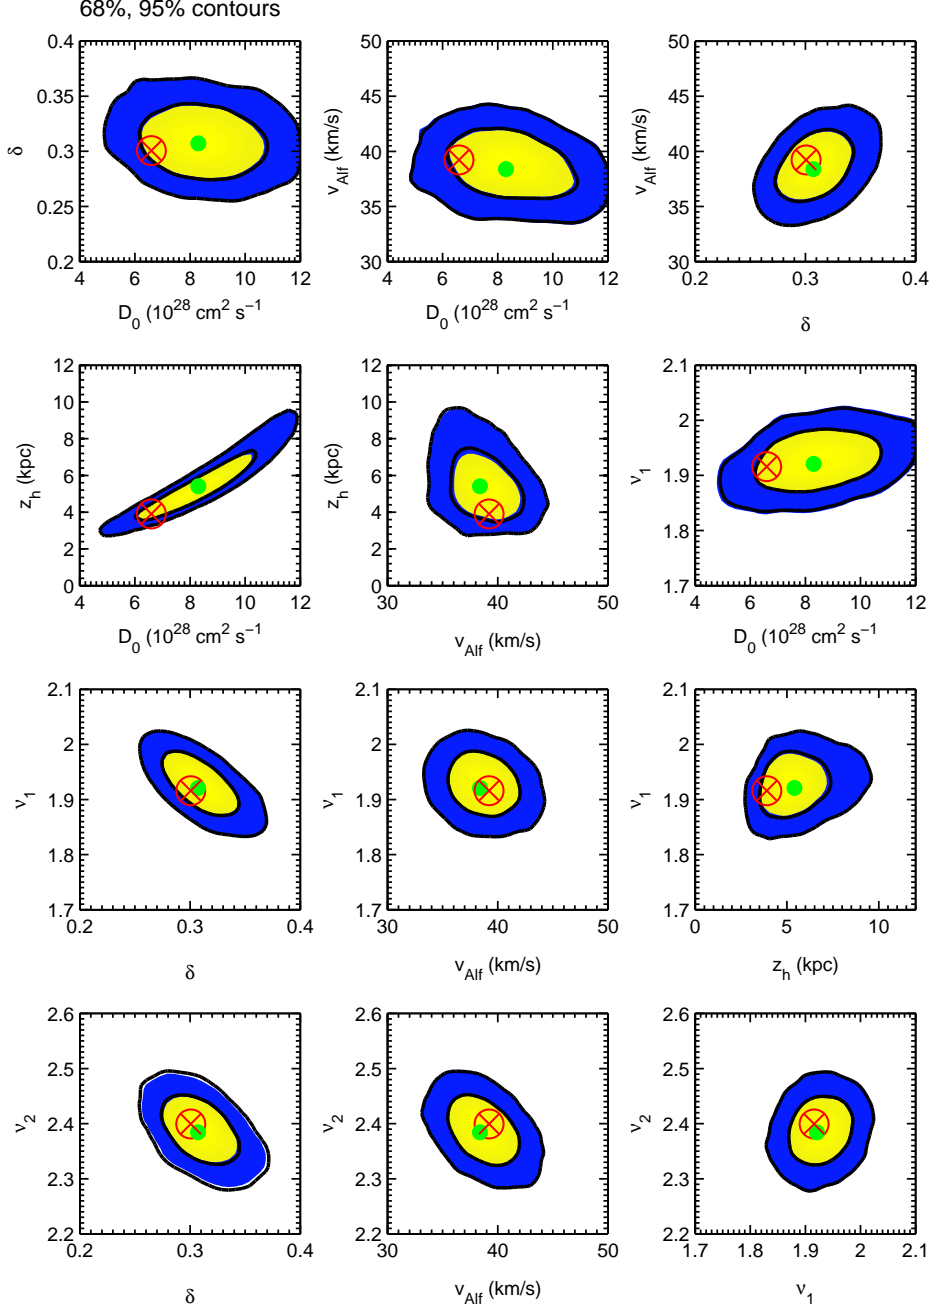 68%, 95% contours
0.4
0.35
0.3
0.25
0.2
4 6 8 10 12
δ
D0 (10^28 cm^2 s^−1
50
45
40
35
30
4 6 8 10 12
vAlf (km/s)
D0 (10^28 cm^2 s^−1
50
45
40
35
30
0.2 0.3 0.4
vAlf (km/s)
δ
12
10
8
6
4
2
0
4 6 8 10 12
zh (kpc)
D0 (10^28 cm^2 s^−1
12
10
8
6
4
2
0
30 40 50
zh (kpc)
vAlf (km/s)
2.1
2
1.9
1.8
1.7
4 6 8 10 12
ν1
D0 (10^28 cm^2 s^−1
2.1
2
1.9
1.8
1.7
0.2 0.3 0.4
ν1
δ
2.1
2
1.9
1.8
1.7
30 40 50
ν1
vAlf (km/s)
2.1
2
1.9
1.8
1.7
0 5 10
ν1
zh (kpc)
2.6
2.5
2.4
2.3
2.2
0.2 0.3 0.4
ν2
δ
2.6
2.5
2.4
2.3
2.2
30 40 50
ν2
vAlf (km/s)
2.6
2.5
2.4
2.3
2.2
1.7 1.8 1.9 2 2.1
ν2
ν1